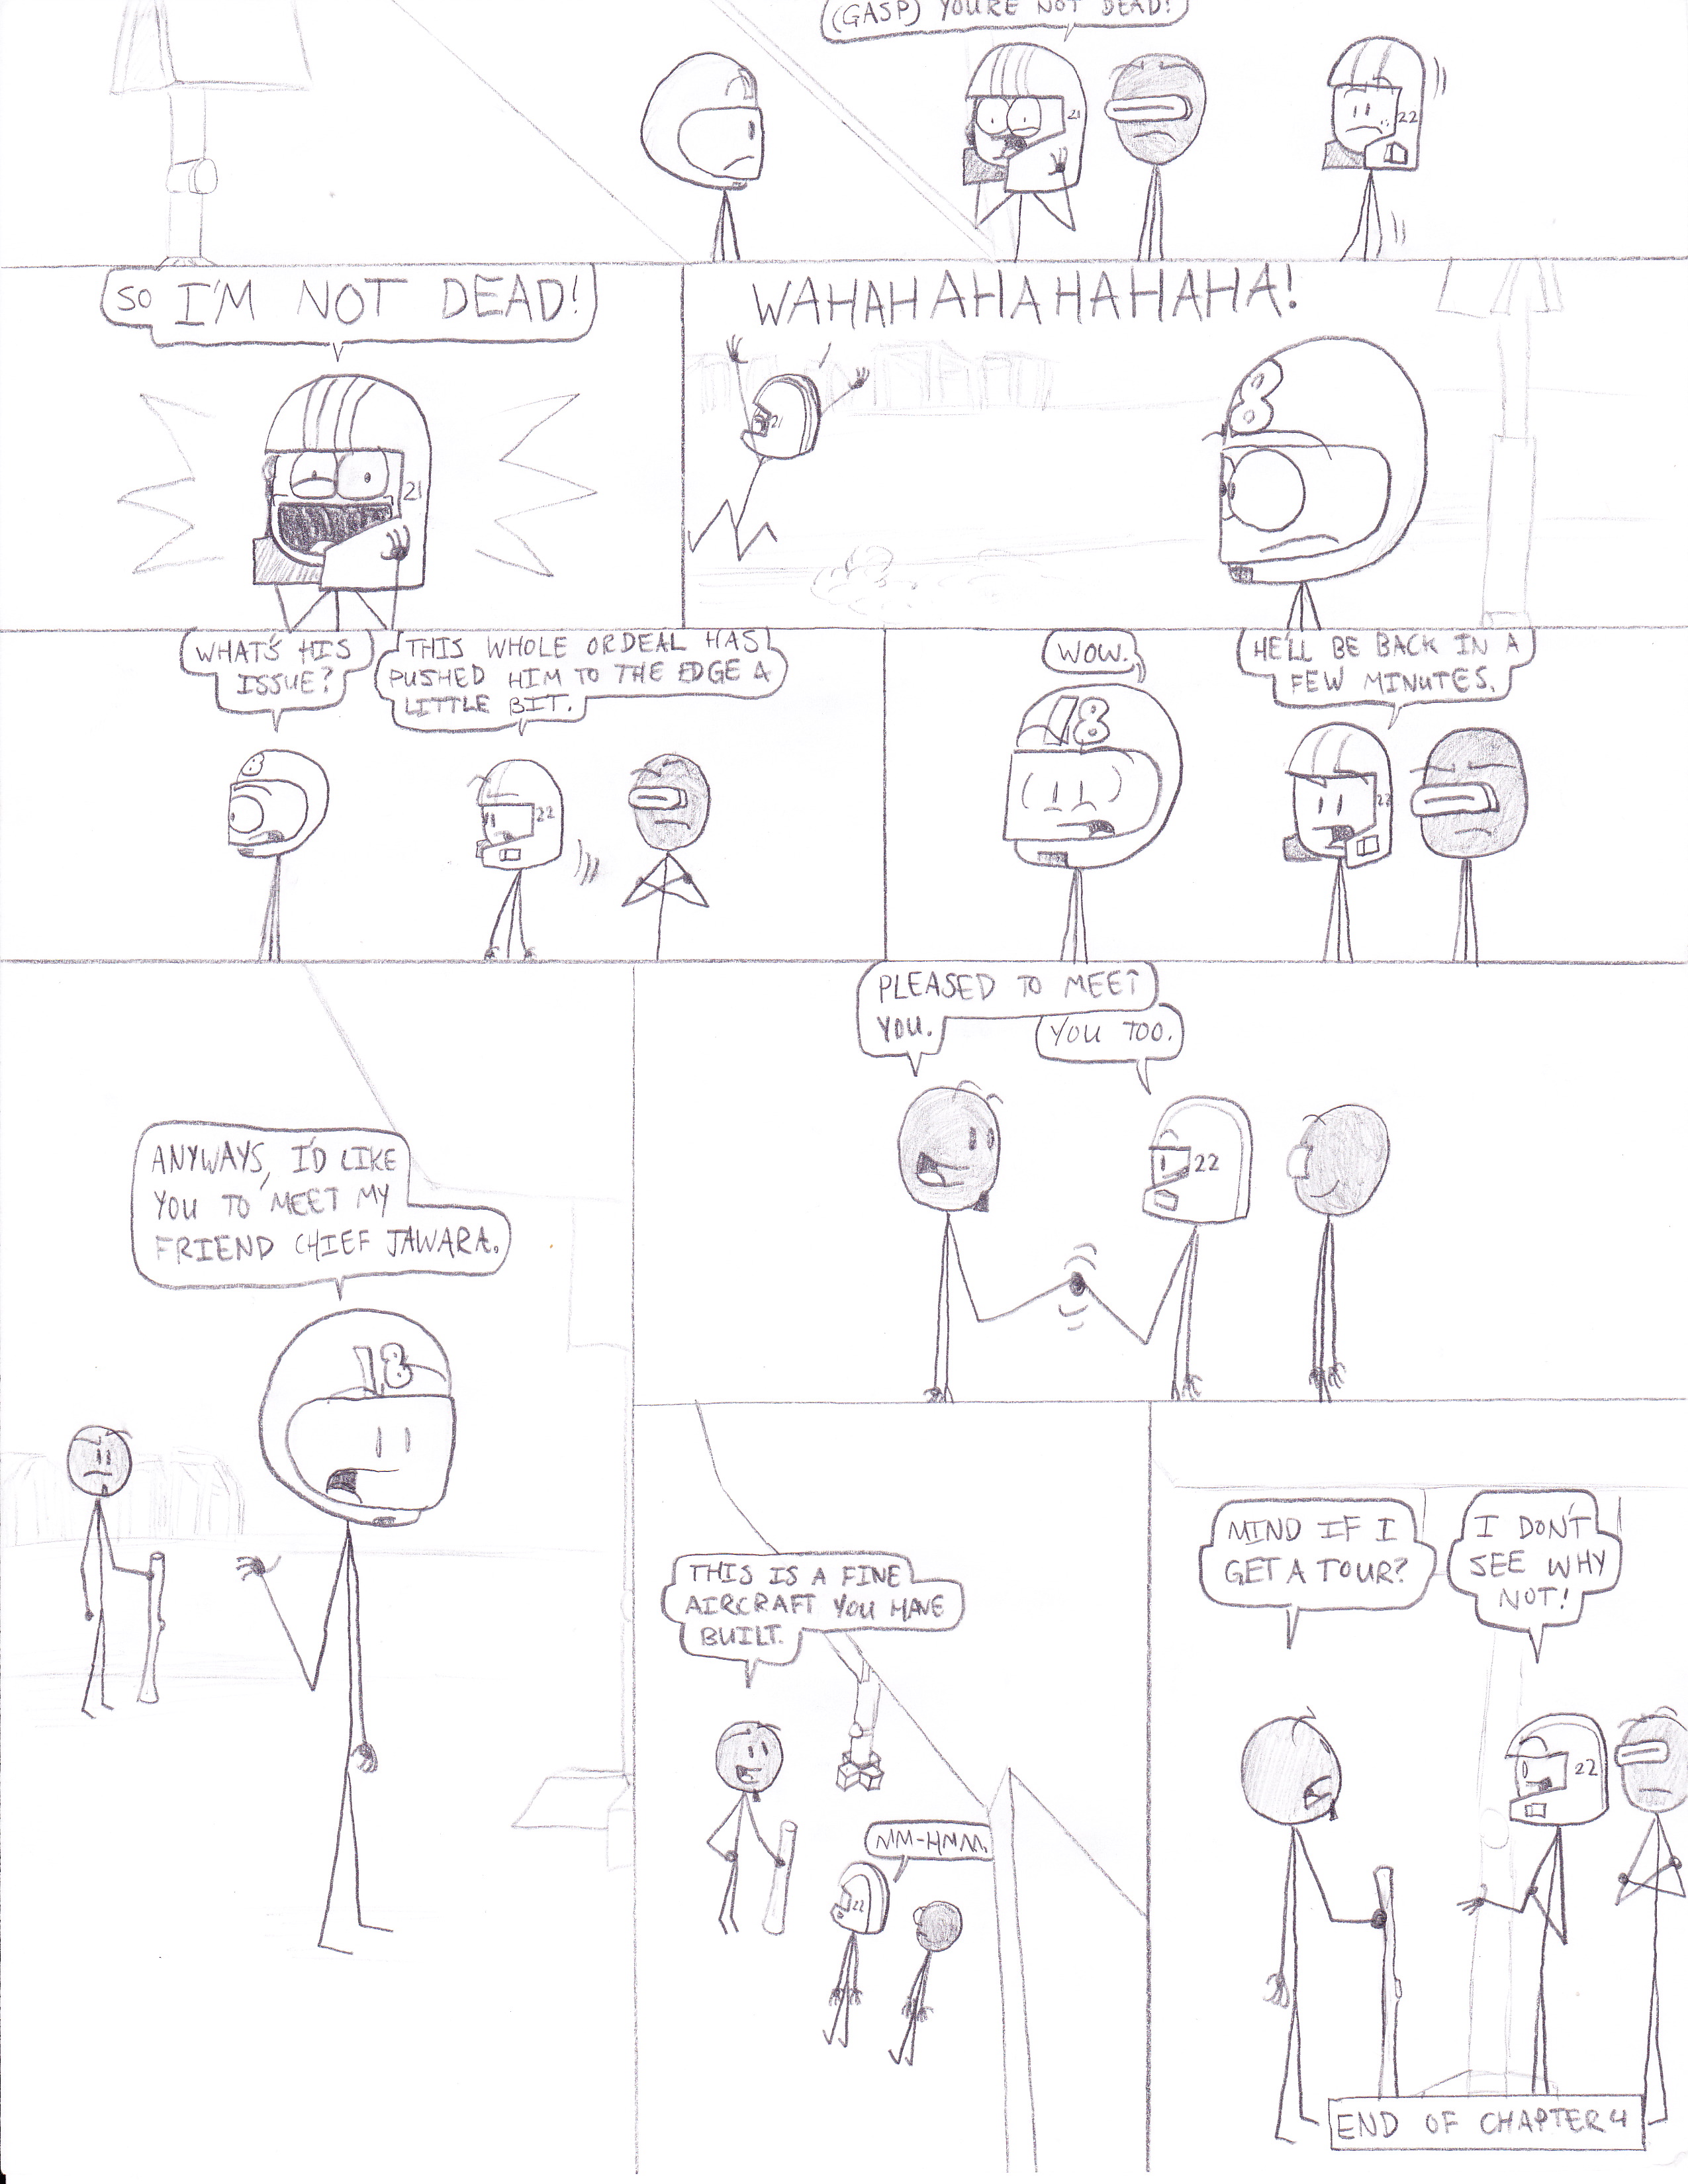 (GASP) YOU'RE NOT DEAD!
21
22
SO I'M NOT DEAD!
21
WAHAHAHAHAHAHAHA!
21
8
WHAT'S HIS
ISSUE?
THIS WHOLE ORDEAL HAS
PUSHED HIM TO THE EDGE A
LITTLE BIT.
8
22
WOW.
HE'LL BE BACK IN A
FEW MINUTES.
18
22
ANYWAYS, I'D LIKE
YOU TO MEET MY
FRIEND CHIEF JAWARA.
18
PLEASED TO MEET
YOU.
YOU TOO.
22
THIS IS A FINE
AIRCRAFT YOU HAVE
BUILT.
MM-HMM.
22
MIND IF I
GET A TOUR?
I DON'T
SEE WHY
NOT!
22
END OF CHAPTER 4